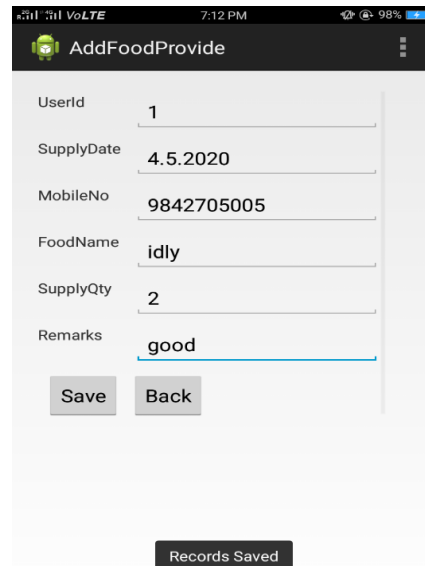 VoLTE 7:12 PM 98%
AddFoodProvide
UserId 1
SupplyDate 4.5.2020
MobileNo 9842705005
FoodName idly
SupplyQty 2
Remarks good
Save Back
Records Saved